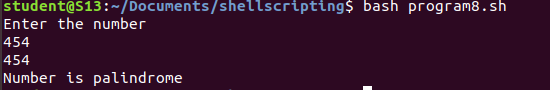 student@S13:~/Documents/shellscripting$ bash program8.sh
Enter the number
454
454
Number is palindrome